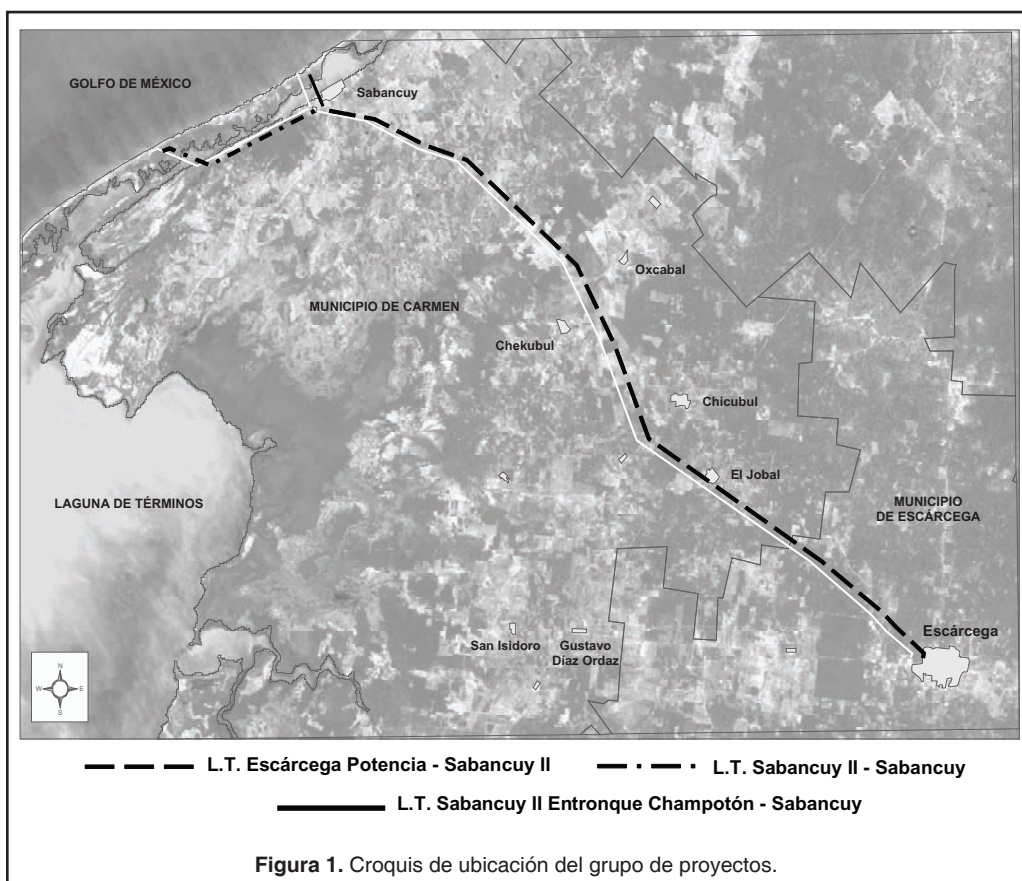 GOLFO DE MÉXICO
Sabancuy
Oxcabal
MUNICIPIO DE CARMEN
Chekubul
Chicubul
El Jobal
LAGUNA DE TÉRMINOS
MUNICIPIO
DE ESCÁRCEGA
San Isidoro
Gustavo
Díaz Ordaz
Escárcega
N
W E
S
L.T. Escárcega Potencia - Sabancuy II
L.T. Sabancuy II - Sabancuy
L.T. Sabancuy II Entronque Champotón - Sabancuy
Figura 1. Croquis de ubicación del grupo de proyectos.